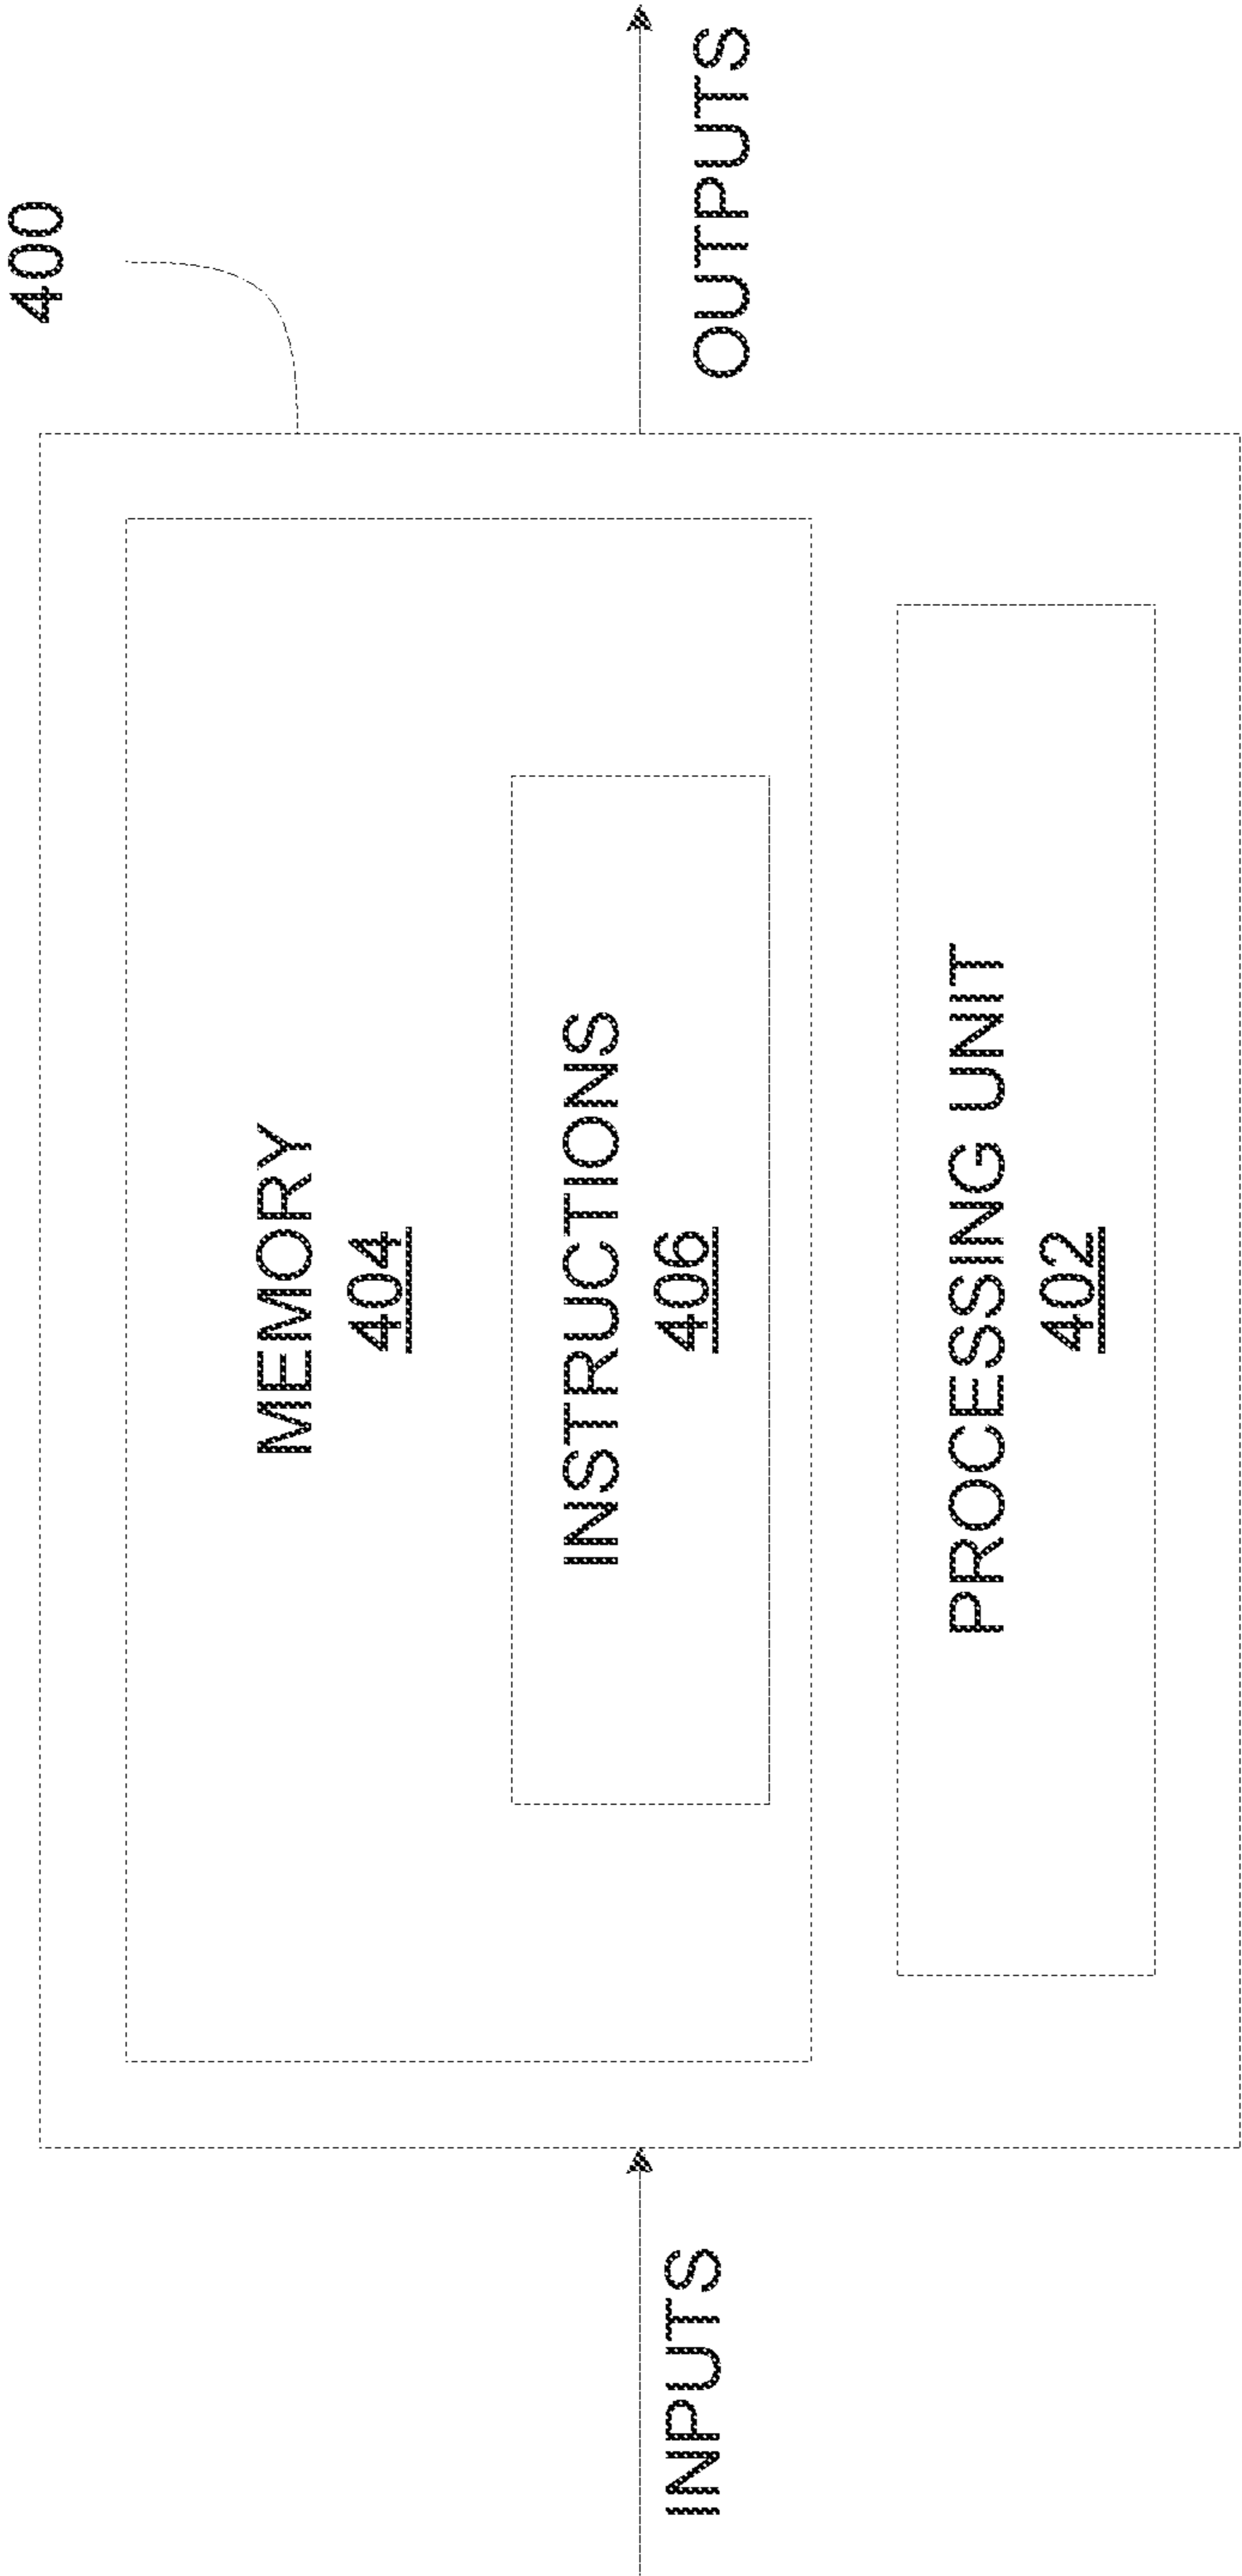 400
MEMORY
404
INSTRUCTIONS
406
INPUTS
OUTPUTS
PROCESSING UNIT
402